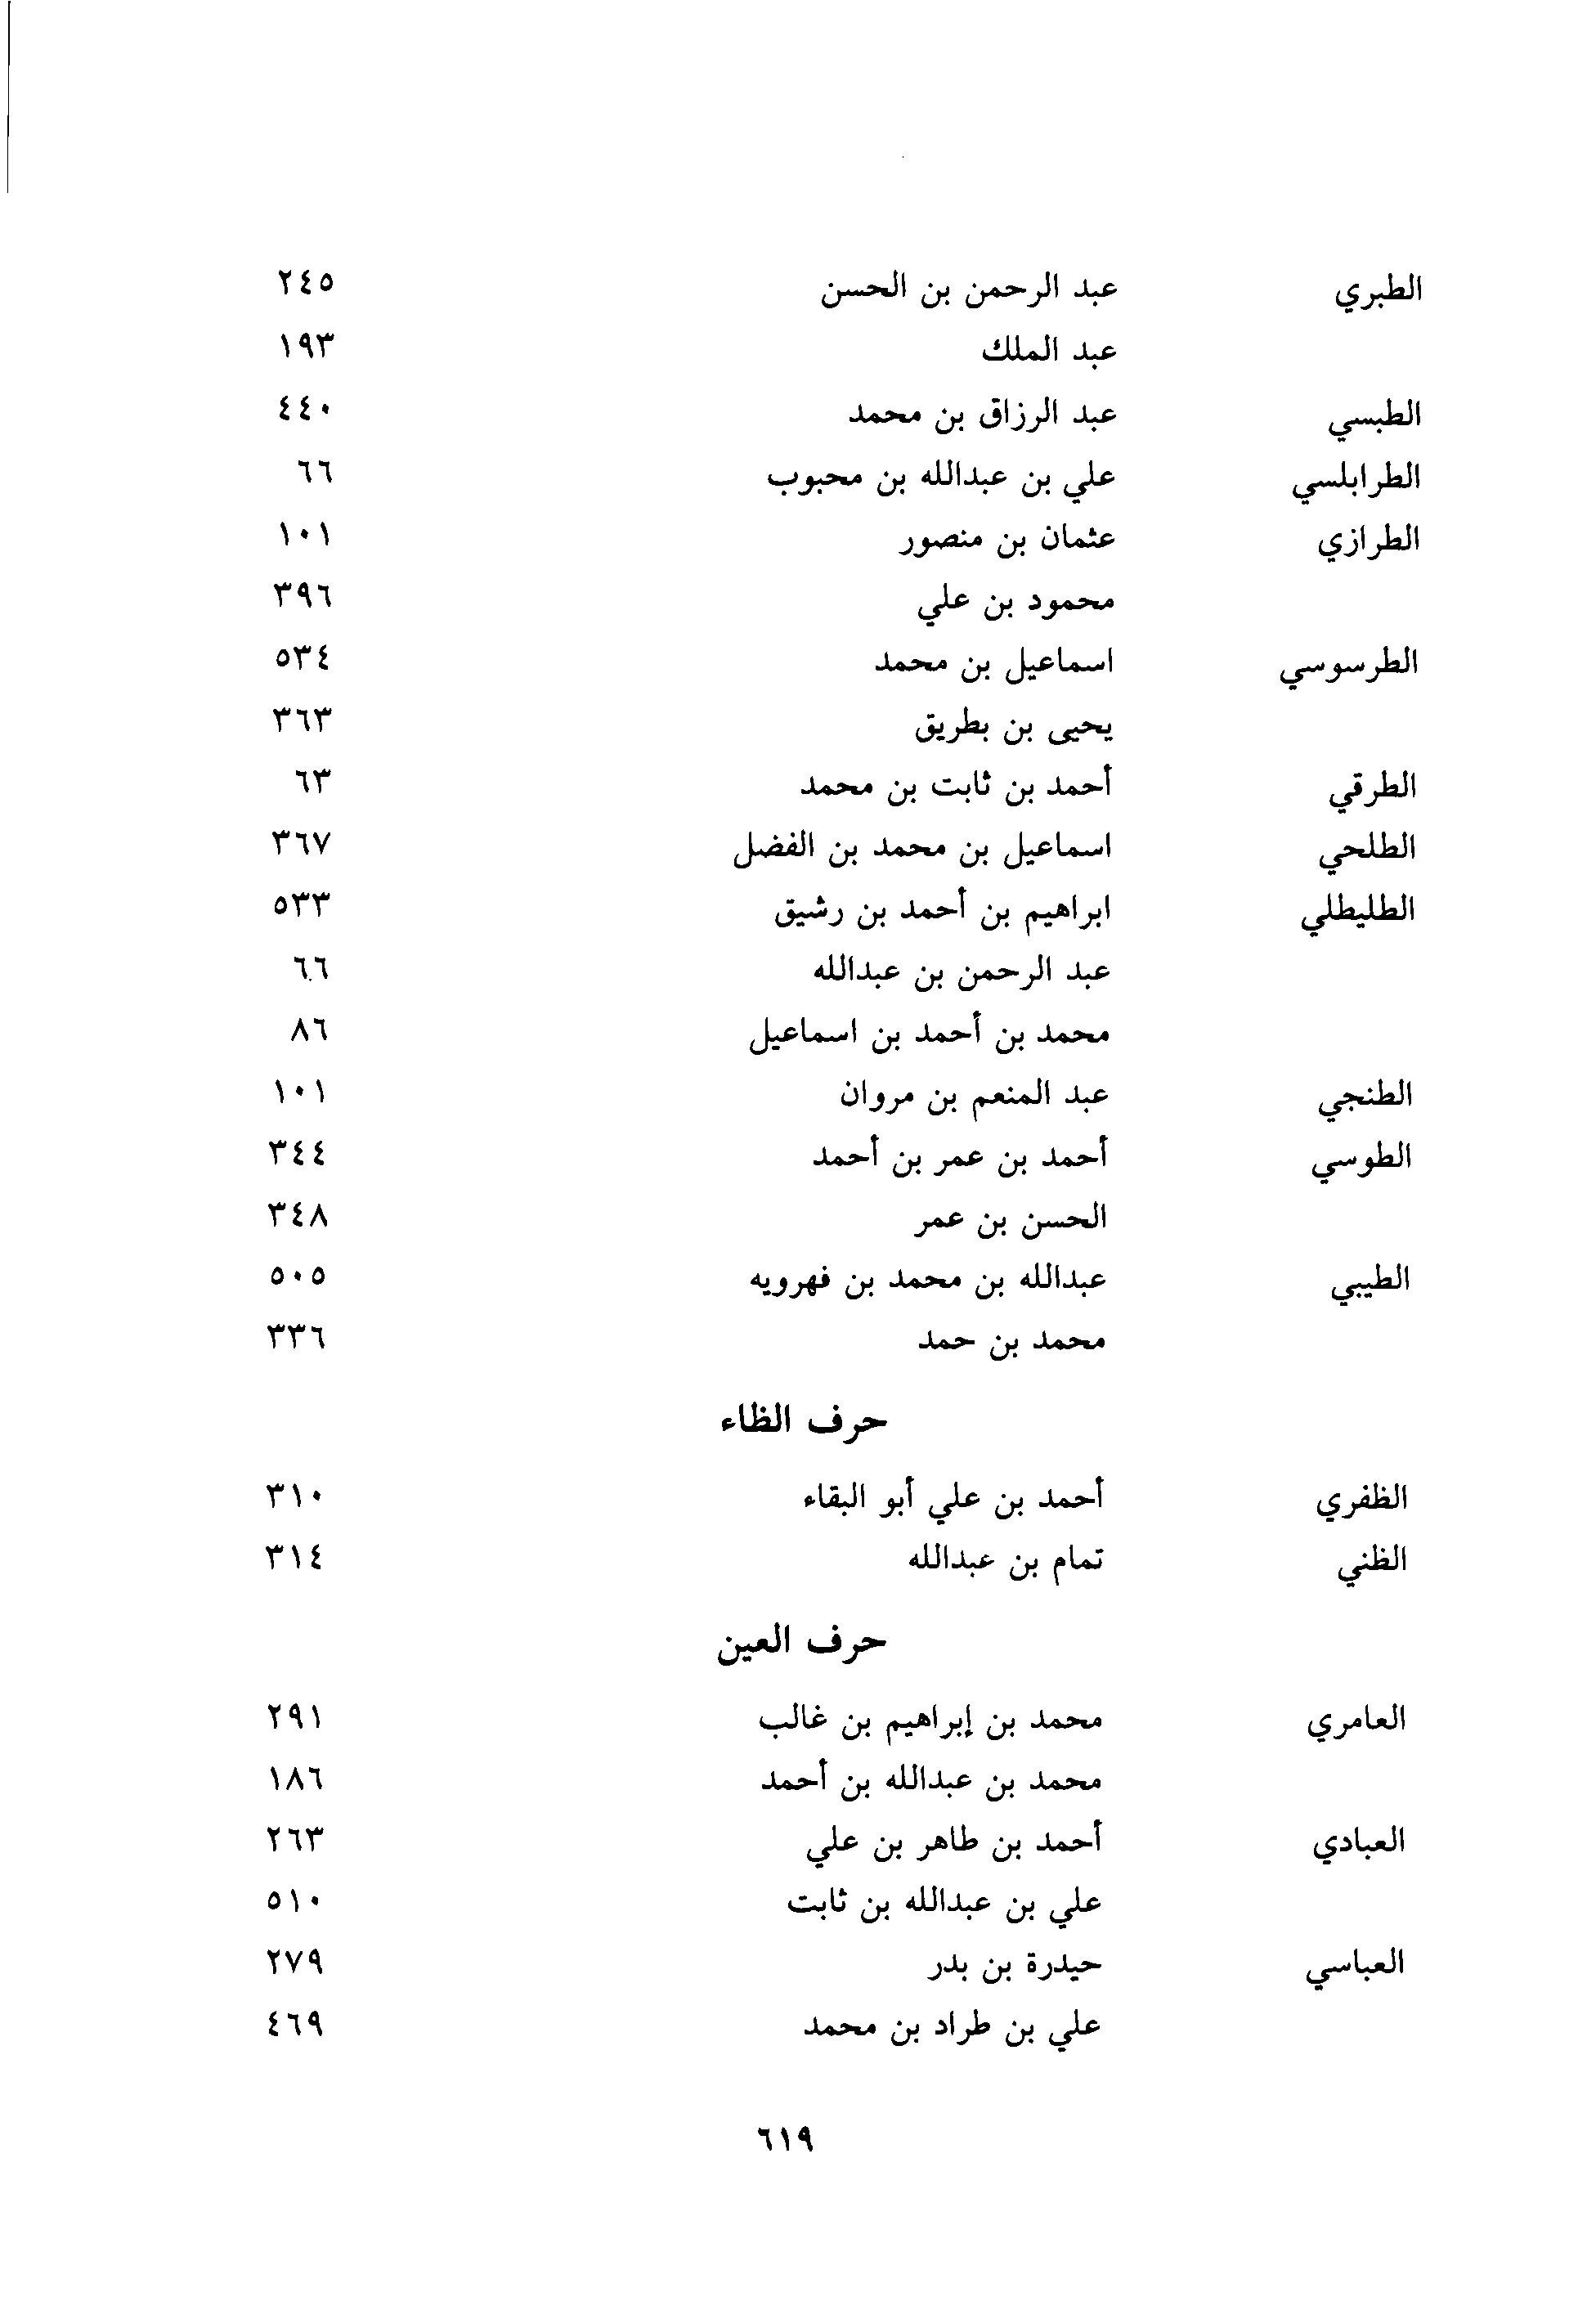 الطبري عبد الرحمن بن الحسن ٢٤٥
عبد الملك ١٩٣
الطبسي عبد الرزاق بن محمد ٤٤٠
الطرابلسي علي بن عبدالله بن محبوب ٦٦
الطرازي عثمان بن منصور ١٠١
محمود بن علي ٣٩٦
الطرسوسي اسماعيل بن محمد ٥٣٤
يحيى بن بطريق ٣٦٣
الطرقي أحمد بن ثابت بن محمد ٦٣
الطلحي اسماعيل بن محمد بن الفضل ٣٦٧
الطليطلي ابراهيم بن أحمد بن رشيق ٥٣٣
عبد الرحمن بن عبدالله ٦٦
محمد بن أحمد بن اسماعيل ٨٦
الطنجي عبد المنعم بن مروان ١٠١
الطوسي أحمد بن عمر بن أحمد ٣٤٤
الحسن بن عمر ٣٤٨
الطيبي عبدالله بن محمد بن فهرويه ٥٠٥
محمد بن حمد ٣٣٦
حرف الظاء
الظفري أحمد بن علي أبو البقاء ٣١٠
الظني تمام بن عبدالله ٣١٤
حرف العين
العامري محمد بن إبراهيم بن غالب ٢٩١
محمد بن عبدالله بن أحمد ١٨٦
العبادي أحمد بن طاهر بن علي ٢٦٣
علي بن عبدالله بن ثابت ٥١٠
العباسي حيدرة بن بدر ٢٧٩
علي بن طراد بن محمد ٤٦٩
٦١٩